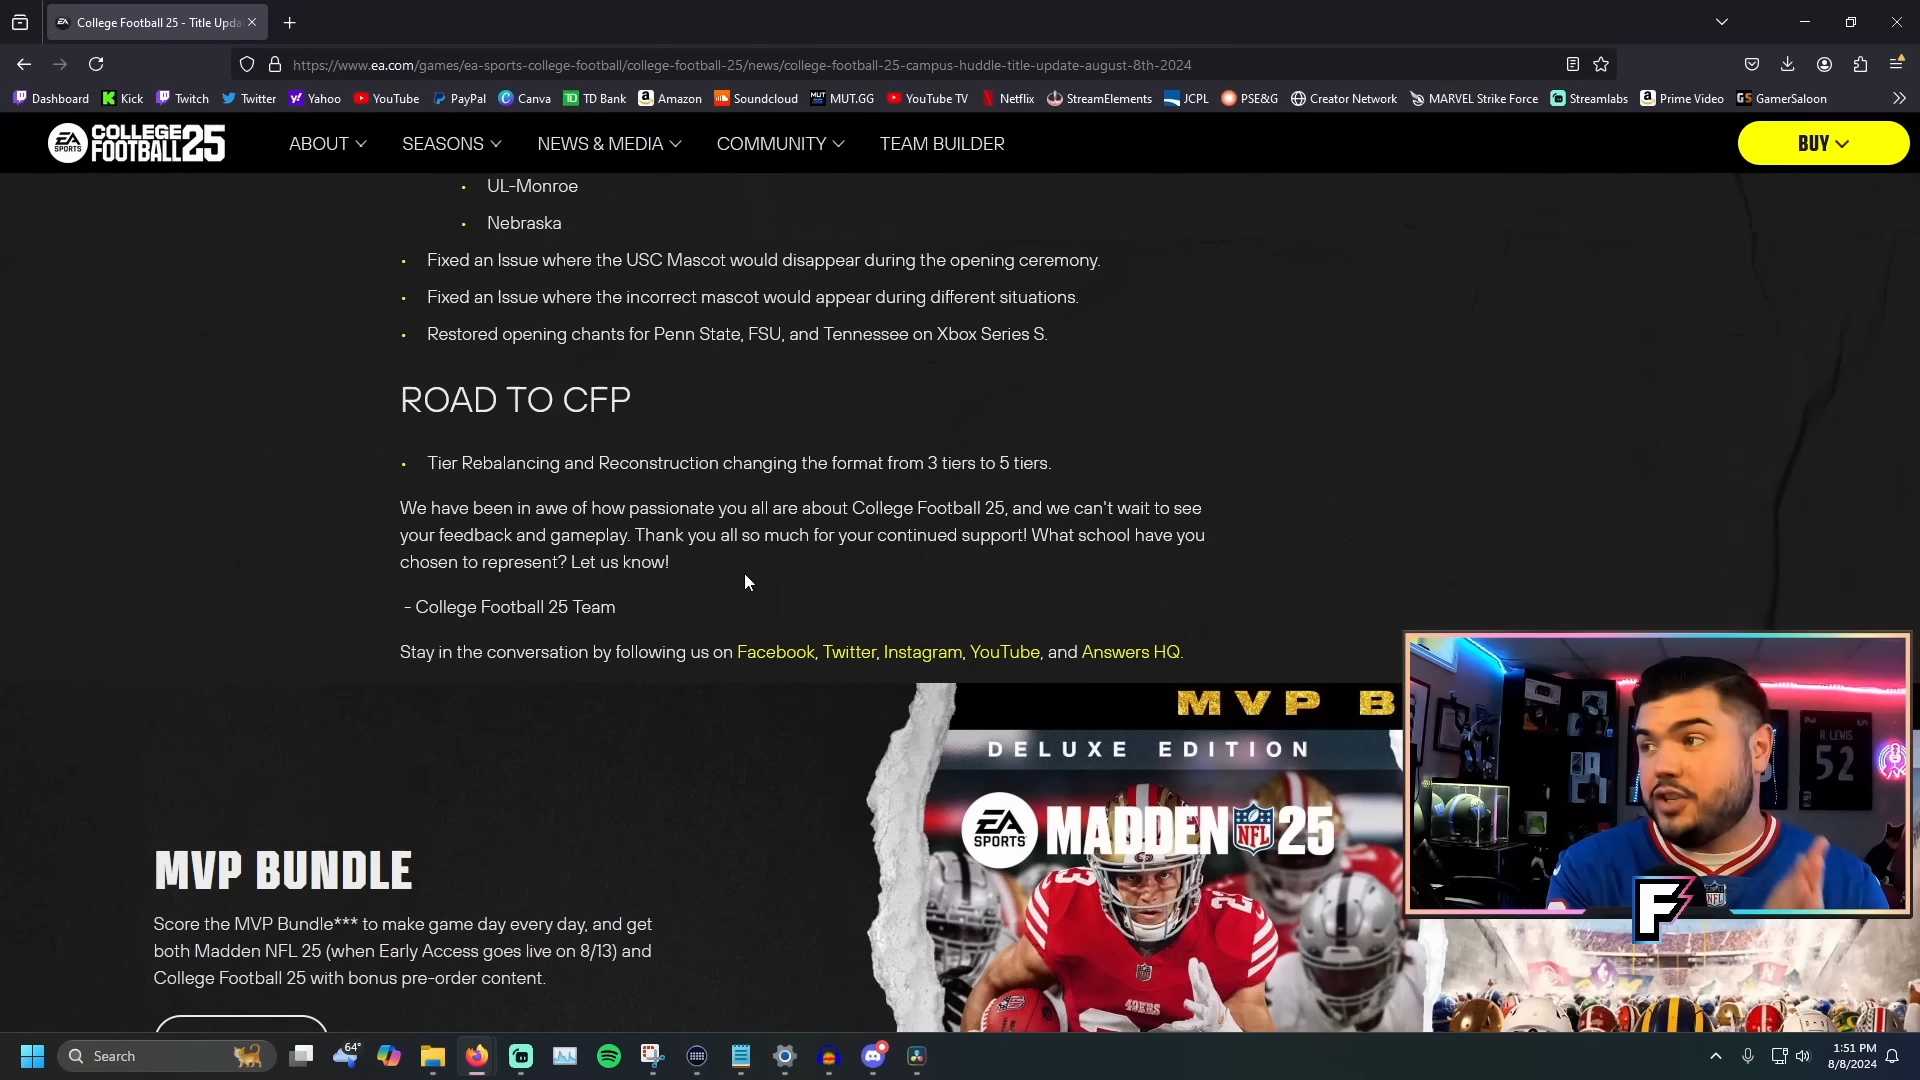 College Football 25 - Title Upda
https://www.ea.com/games/ea-sports-college-football/college-football-25/news/college-football-25-campus-huddle-title-update-august-8th-2024
Dashboard Kick Twitch Twitter Yahoo YouTube PayPal Canva TD Bank Amazon Soundcloud MUT.GG YouTube TV Netflix StreamElements JCPL PSE&G Creator Network MARVEL Strike Force Streamlabs Prime Video GamerSaloon
EA SPORTS COLLEGE FOOTBALL 25 ABOUT SEASONS NEWS & MEDIA COMMUNITY TEAM BUILDER BUY
• UL-Monroe
• Nebraska
• Fixed an Issue where the USC Mascot would disappear during the opening ceremony.
• Fixed an Issue where the incorrect mascot would appear during different situations.
• Restored opening chants for Penn State, FSU, and Tennessee on Xbox Series S.
ROAD TO CFP
• Tier Rebalancing and Reconstruction changing the format from 3 tiers to 5 tiers.
We have been in awe of how passionate you all are about College Football 25, and we can't wait to see
your feedback and gameplay. Thank you all so much for your continued support! What school have you
chosen to represent? Let us know!
- College Football 25 Team
Stay in the conversation by following us on Facebook, Twitter, Instagram, YouTube, and Answers HQ.
MVP B
DELUXE EDITION
EA SPORTS MADDEN NFL 25
R. LEWIS
52
NFL
F
23
49ERS
MVP BUNDLE
Score the MVP Bundle*** to make game day every day, and get
both Madden NFL 25 (when Early Access goes live on 8/13) and
College Football 25 with bonus pre-order content.
Search
64°
1:51 PM
8/8/2024